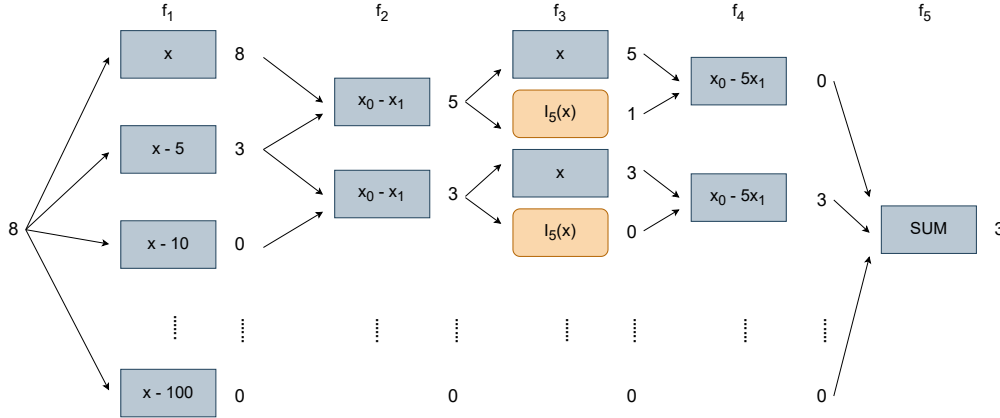 f₁ f₂ f₃ f₄ f₅
x 8 x 5
x₀ - x₁ 5 x₀ - 5x₁ 0
I₅(x) 1
x - 5 3 x 3
x₀ - x₁ 3 x₀ - 5x₁ 3
8 x - 10 0 I₅(x) 0 SUM 3
x - 100 0 0 0 0